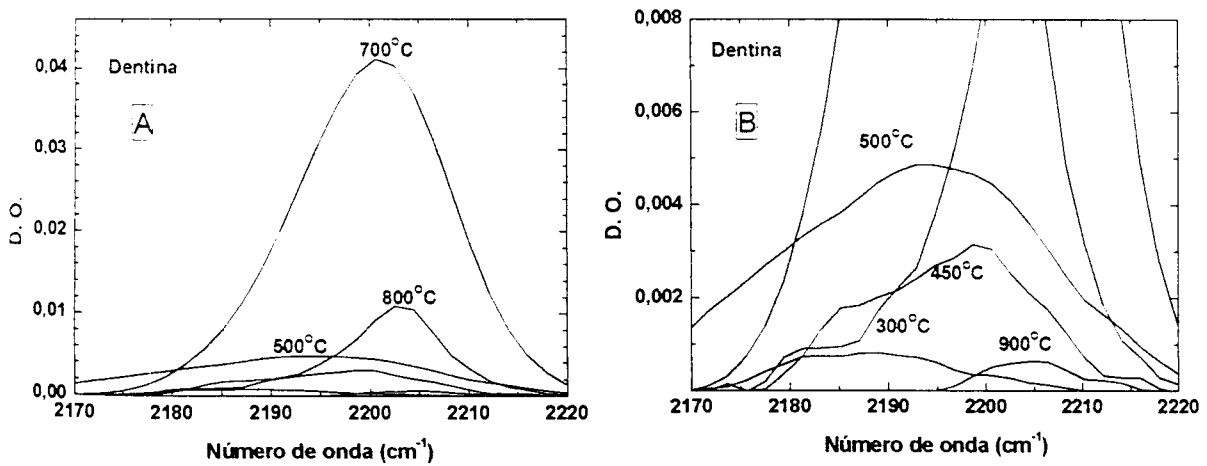 Dentina
A
700°C
800°C
500°C
D. O.
0,04
0,03
0,02
0,01
0,00
2170
2180
2190
2200
2210
2220
Número de onda (cm⁻¹)
Dentina
B
500°C
450°C
300°C
900°C
D. O.
0,008
0,006
0,004
0,002
2170
2180
2190
2200
2210
2220
Número de onda (cm⁻¹)